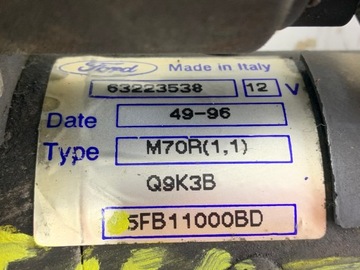 Ford Made in Italy
63223538 12 V
Date 49-96
Type M70R(1,1)
Q9K3B
5FB11000BD